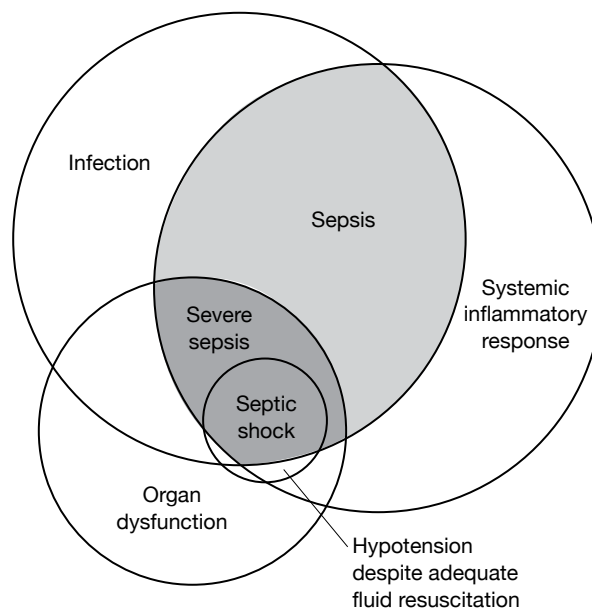 Infection
Sepsis
Systemic
inflammatory
response
Severe
sepsis
Septic
shock
Organ
dysfunction
Hypotension
despite adequate
fluid resuscitation